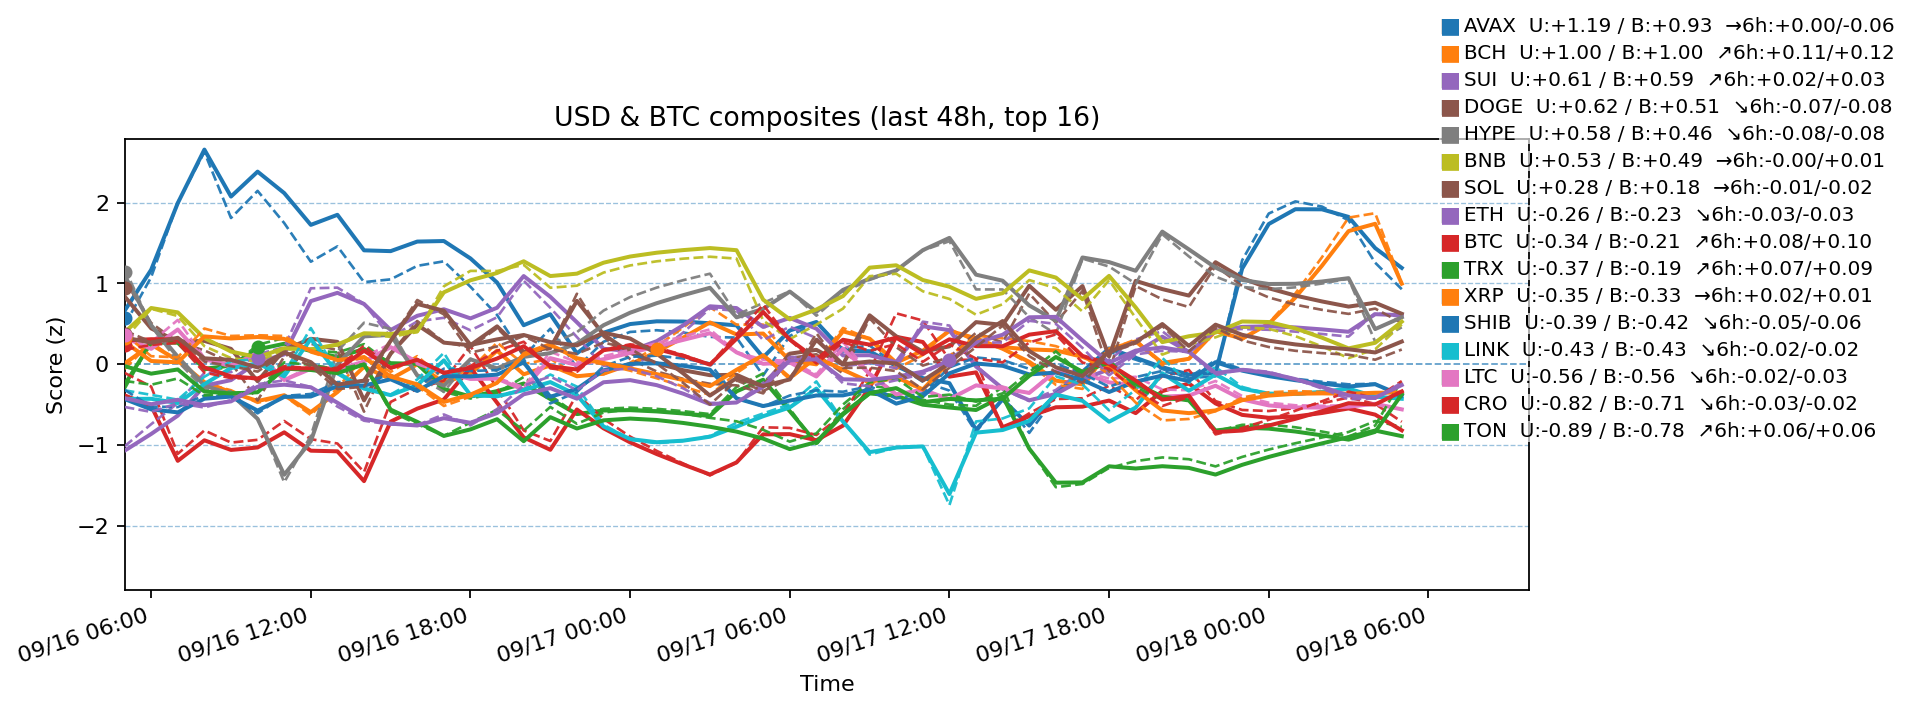 AVAX  U:+1.19 / B:+0.93  →6h:+0.00/-0.06
BCH  U:+1.00 / B:+1.00  ↗6h:+0.11/+0.12
SUI  U:+0.61 / B:+0.59  ↗6h:+0.02/+0.03
DOGE  U:+0.62 / B:+0.51  ↘6h:-0.07/-0.08
HYPE  U:+0.58 / B:+0.46  ↘6h:-0.08/-0.08
BNB  U:+0.53 / B:+0.49  →6h:-0.00/+0.01
SOL  U:+0.28 / B:+0.18  →6h:-0.01/-0.02
ETH  U:-0.26 / B:-0.23  ↘6h:-0.03/-0.03
BTC  U:-0.34 / B:-0.21  ↗6h:+0.08/+0.10
TRX  U:-0.37 / B:-0.19  ↗6h:+0.07/+0.09
XRP  U:-0.35 / B:-0.33  →6h:+0.02/+0.01
SHIB  U:-0.39 / B:-0.42  ↘6h:-0.05/-0.06
LINK  U:-0.43 / B:-0.43  ↘6h:-0.02/-0.02
LTC  U:-0.56 / B:-0.56  ↘6h:-0.02/-0.03
CRO  U:-0.82 / B:-0.71  ↘6h:-0.03/-0.02
TON  U:-0.89 / B:-0.78  ↗6h:+0.06/+0.06
USD & BTC composites (last 48h, top 16)
Score (z)
2
1
0
−1
−2
09/16 06:00
09/16 12:00
09/16 18:00
09/17 00:00
09/17 06:00
09/17 12:00
09/17 18:00
09/18 00:00
09/18 06:00
Time